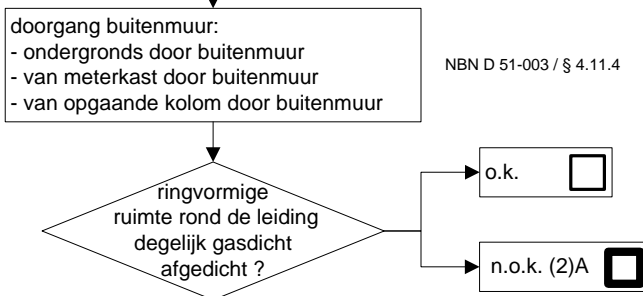 doorgang buitenmuur:
- ondergronds door buitenmuur
- van meterkast door buitenmuur
- van opgaande kolom door buitenmuur
NBN D 51-003 / § 4.11.4
ringvormige
ruimte rond de leiding
degelijk gasdicht
afgedicht ?
o.k.
n.o.k. (2)A